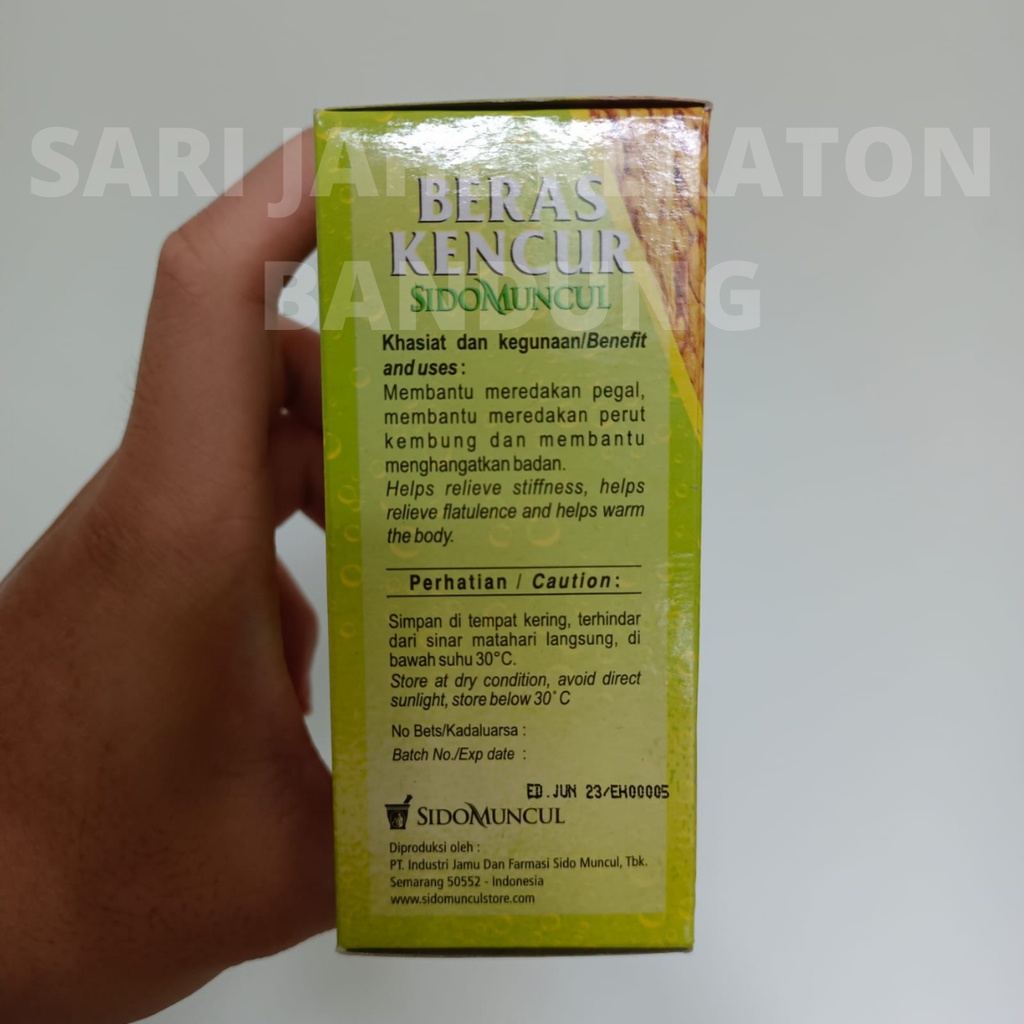 SARI JA RATON
BANDUNG
BERAS
KENCUR
SIDOMUNCUL
Khasiat dan kegunaan/Benefit
and uses :
Membantu meredakan pegal,
membantu meredakan perut
kembung dan membantu
menghangatkan badan.
Helps relieve stiffness, helps
relieve flatulence and helps warm
the body.
Perhatian / Caution :
Simpan di tempat kering, terhindar
dari sinar matahari langsung, di
bawah suhu 30°C.
Store at dry condition, avoid direct
sunlight, store below 30° C
No Bets/Kadaluarsa :
Batch No./Exp date :
ED.JUN 23/EH00005
SIDOMUNCUL
Diproduksi oleh :
PT. Industri Jamu Dan Farmasi Sido Muncul, Tbk.
Semarang 50552 - Indonesia
www.sidomunculstore.com